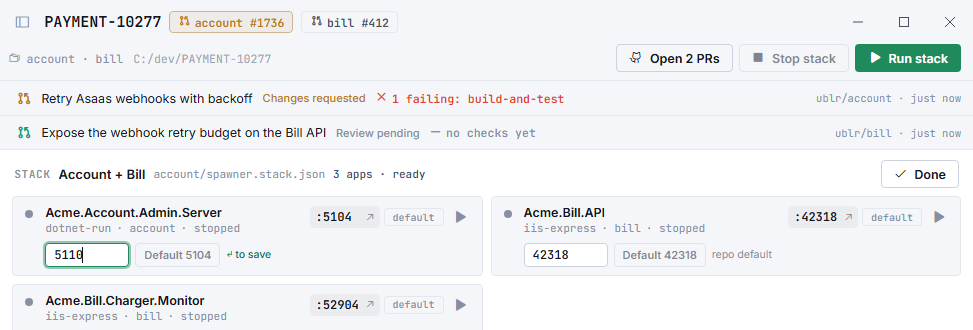 PAYMENT-10277 account #1736 bill #412
account · bill C:/dev/PAYMENT-10277 Open 2 PRs Stop stack Run stack
Retry Asaas webhooks with backoff Changes requested 1 failing: build-and-test ublr/account · just now
Expose the webhook retry budget on the Bill API Review pending — no checks yet ublr/bill · just now
STACK Account + Bill account/spawner.stack.json 3 apps · ready Done
Acme.Account.Admin.Server :5104 default
dotnet-run · account · stopped
5110 Default 5104 to save
Acme.Bill.API :42318 default
iis-express · bill · stopped
42318 Default 42318 repo default
Acme.Bill.Charger.Monitor :52904 default
iis-express · bill · stopped